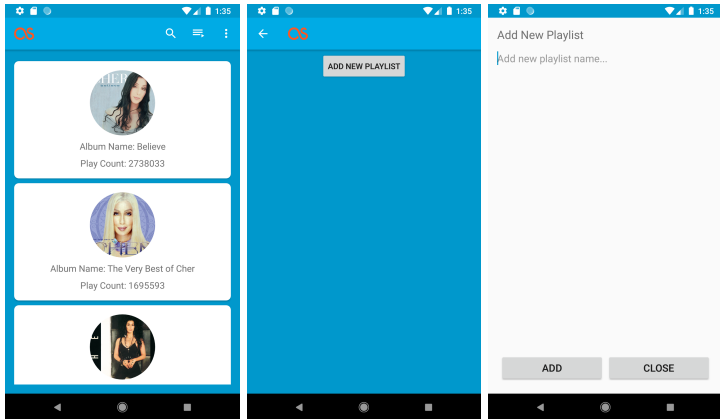 1:35
Album Name: Believe
Play Count: 2738033
Album Name: The Very Best of Cher
Play Count: 1695593
1:35
ADD NEW PLAYLIST
1:35
Add New Playlist
Add new playlist name...
ADD
CLOSE